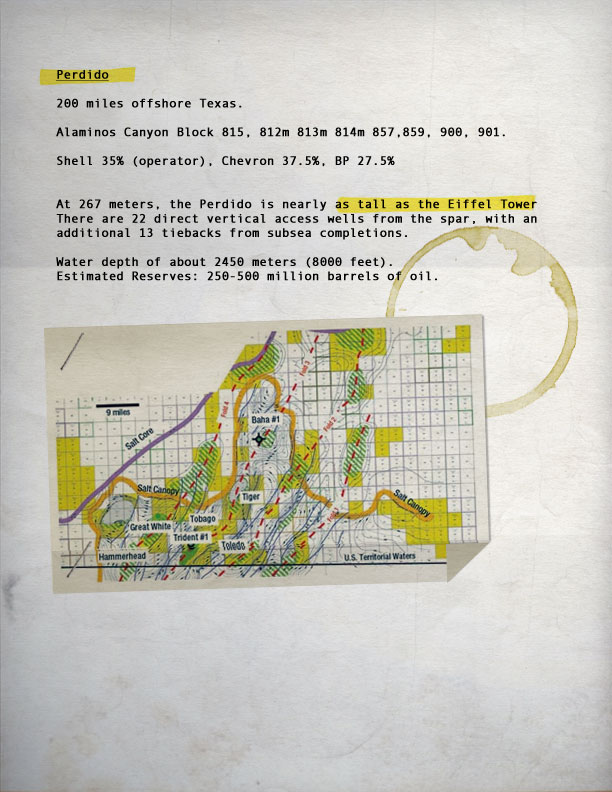 Perdido
200 miles offshore Texas.
Alaminos Canyon Block 815, 812m 813m 814m 857,859, 900, 901.
Shell 35% (operator), Chevron 37.5%, BP 27.5%
At 267 meters, the Perdido is nearly as tall as the Eiffel Tower
There are 22 direct vertical access wells from the spar, with an
additional 13 tiebacks from subsea completions.
Water depth of about 2450 meters (8000 feet).
Estimated Reserves: 250-500 million barrels of oil.
9 miles
Salt Core
Fold 4
Fold 3
Baha #1
Fold 2
Salt Canopy
Tiger
Salt Canopy
Great White
Tobago
Trident #1
Toledo
Hammerhead
U.S. Territorial Waters